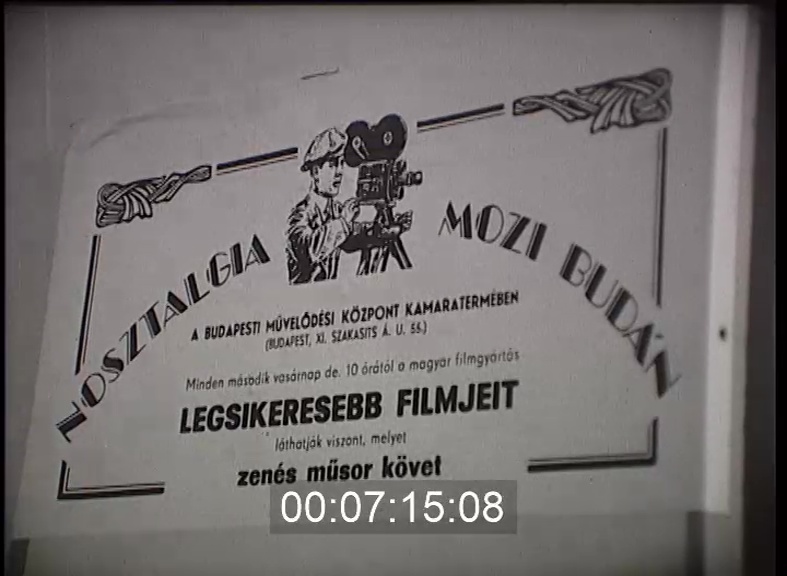 NOSZTALGIA MOZI BUDÁN
A BUDAPESTI MŰVELŐDÉSI KÖZPONT KAMARATERMÉBEN
(BUDAPEST, XI. SZAKASITS Á. U. 56.)
Minden második vasárnap de. 10 órától a magyar filmgyártás
LEGSIKERESEBB FILMJEIT
láthatják viszont, melyet
zenés műsor követ
00:07:15:08